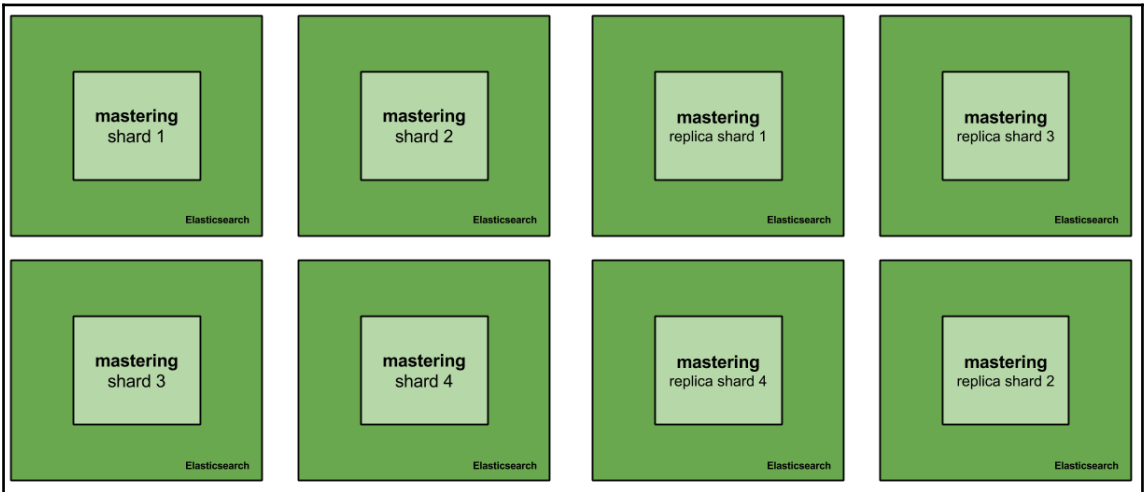 mastering
shard 1
Elasticsearch
mastering
shard 2
Elasticsearch
mastering
replica shard 1
Elasticsearch
mastering
replica shard 3
Elasticsearch
mastering
shard 3
Elasticsearch
mastering
shard 4
Elasticsearch
mastering
replica shard 4
Elasticsearch
mastering
replica shard 2
Elasticsearch